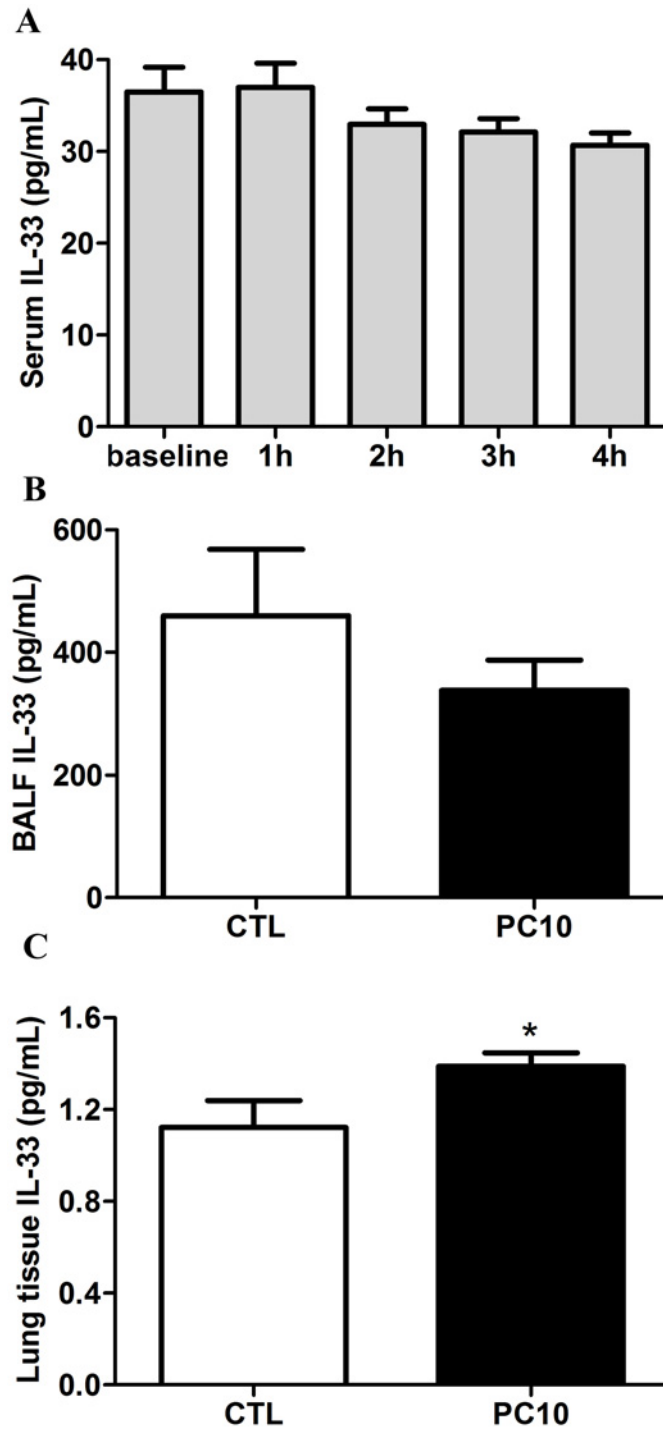 A
Serum IL-33 (pg/mL)
40
30
20
10
0
baseline 1h 2h 3h 4h
B
BALF IL-33 (pg/mL)
600
400
200
0
CTL PC10
C
Lung tissue IL-33 (pg/mL)
1.6
*
1.2
0.8
0.4
0.0
CTL PC10